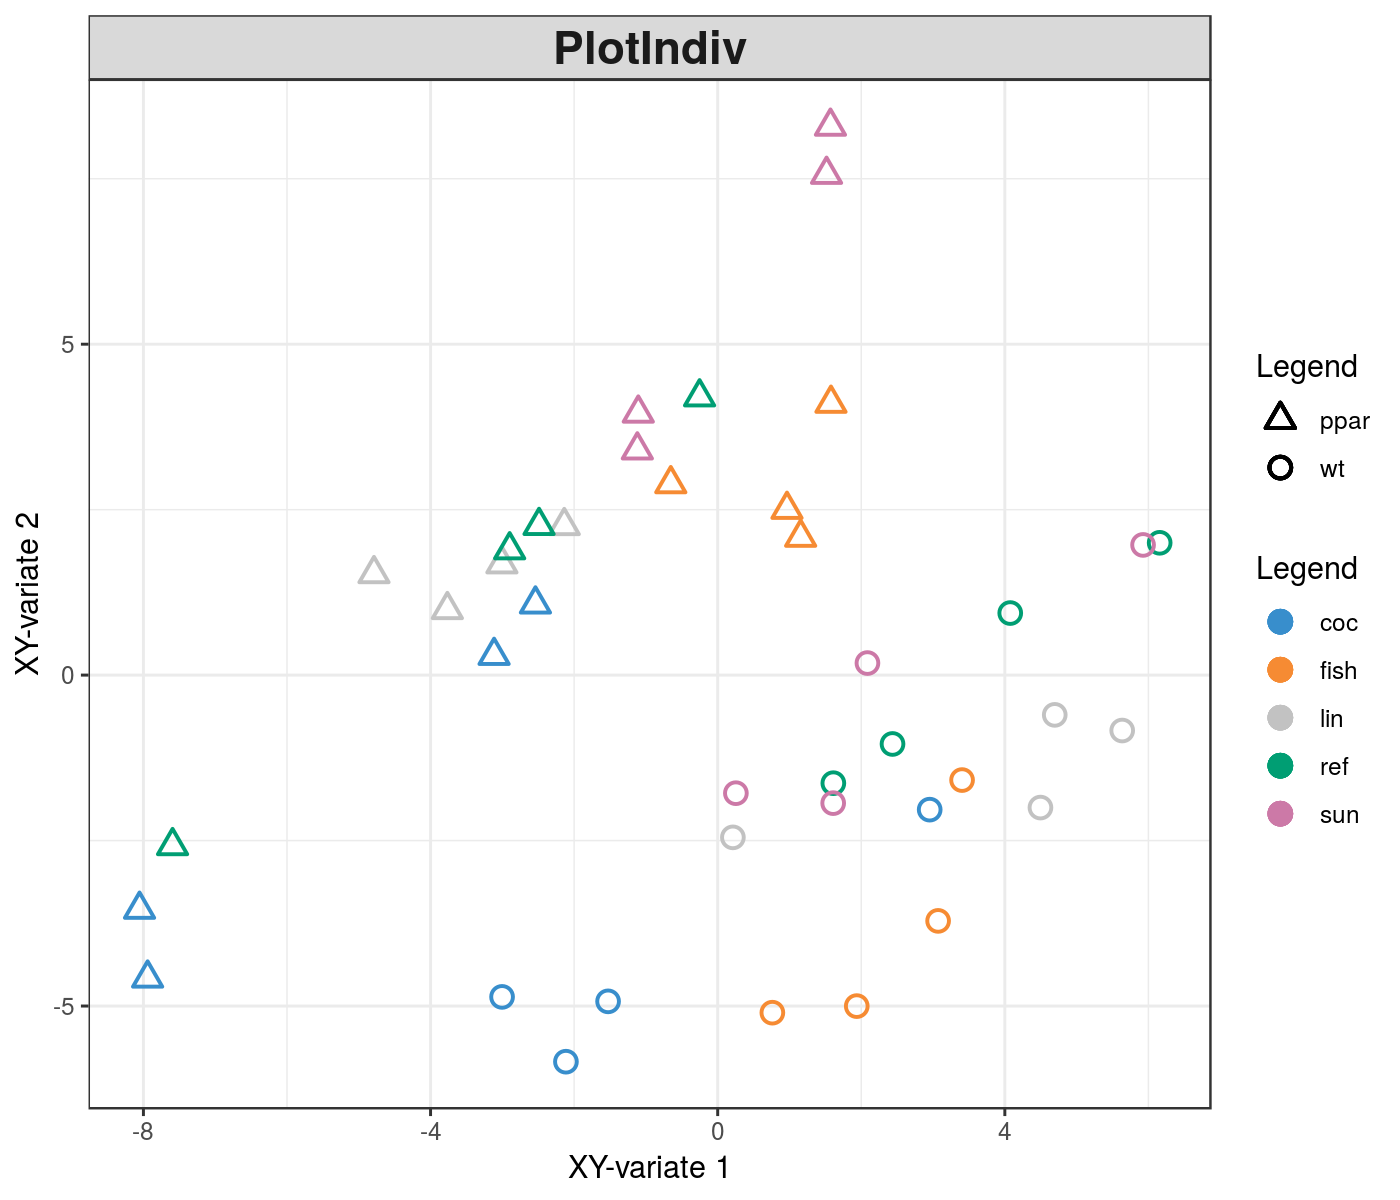 PlotIndiv
5
0
-5
XY-variate 2
-8 -4 0 4
XY-variate 1
Legend
ppar
wt
Legend
coc
fish
lin
ref
sun